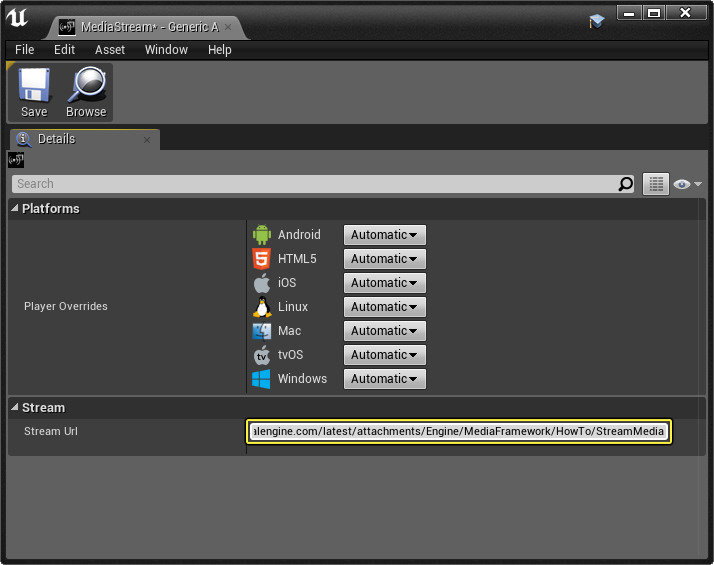 MediaStream* - Generic A
File Edit Asset Window Help
Save Browse
Details
Search
Platforms
Player Overrides
Android Automatic
HTML5 Automatic
iOS Automatic
Linux Automatic
Mac Automatic
tv tvOS Automatic
Windows Automatic
Stream
Stream Url alengine.com/latest/attachments/Engine/MediaFramework/HowTo/StreamMedia